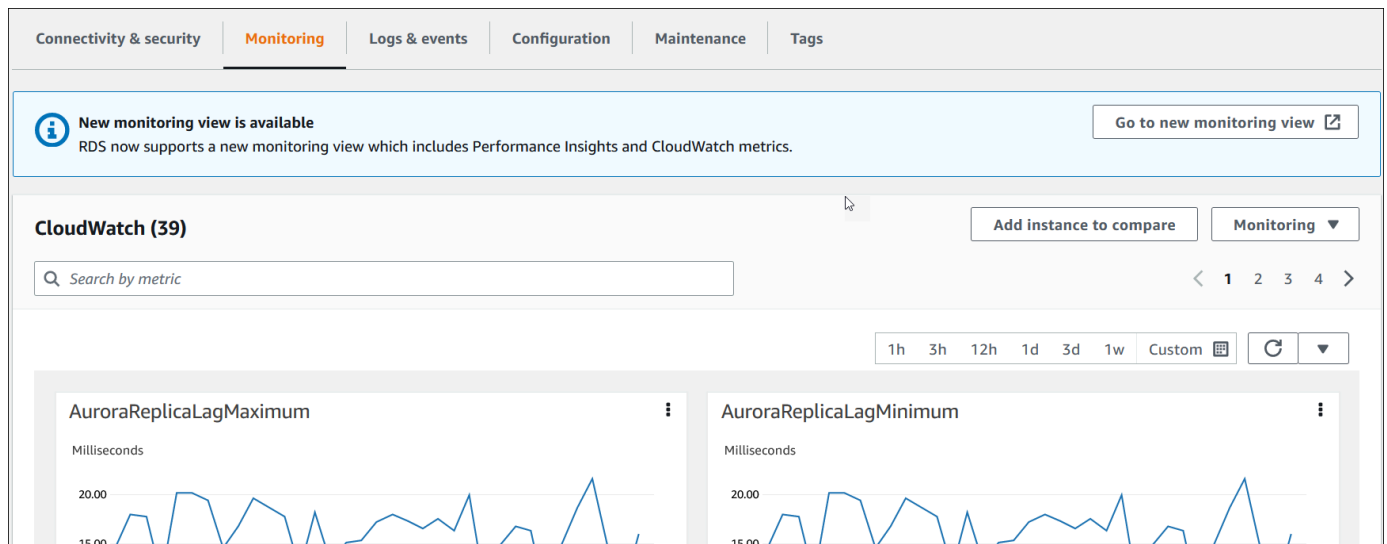 Connectivity & security Monitoring Logs & events Configuration Maintenance Tags
New monitoring view is available
Go to new monitoring view
RDS now supports a new monitoring view which includes Performance Insights and CloudWatch metrics.
CloudWatch (39)
Add instance to compare Monitoring
Search by metric
1 2 3 4
1h 3h 12h 1d 3d 1w Custom
AuroraReplicaLagMaximum AuroraReplicaLagMinimum
Milliseconds Milliseconds
20.00 20.00
15.00 15.00